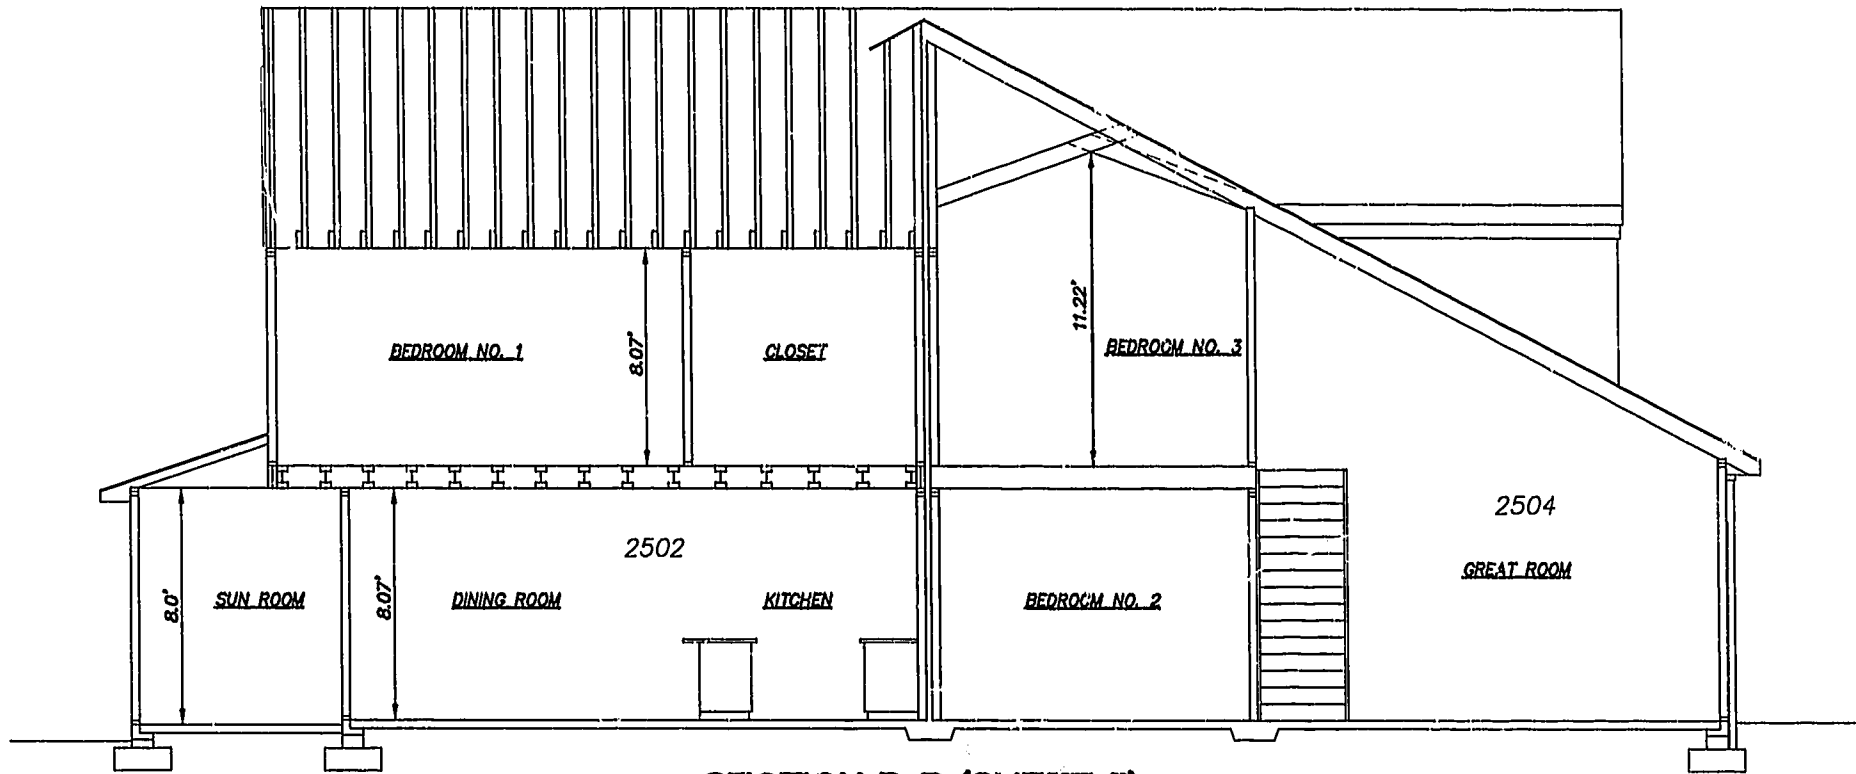 BEDROOM NO. 1
8.07'
CLOSET
11.22'
BEDROOM NO. 3
2502
2504
8.0'
SUN ROOM
8.07'
DINING ROOM
KITCHEN
BEDROOM NO. 2
GREAT ROOM